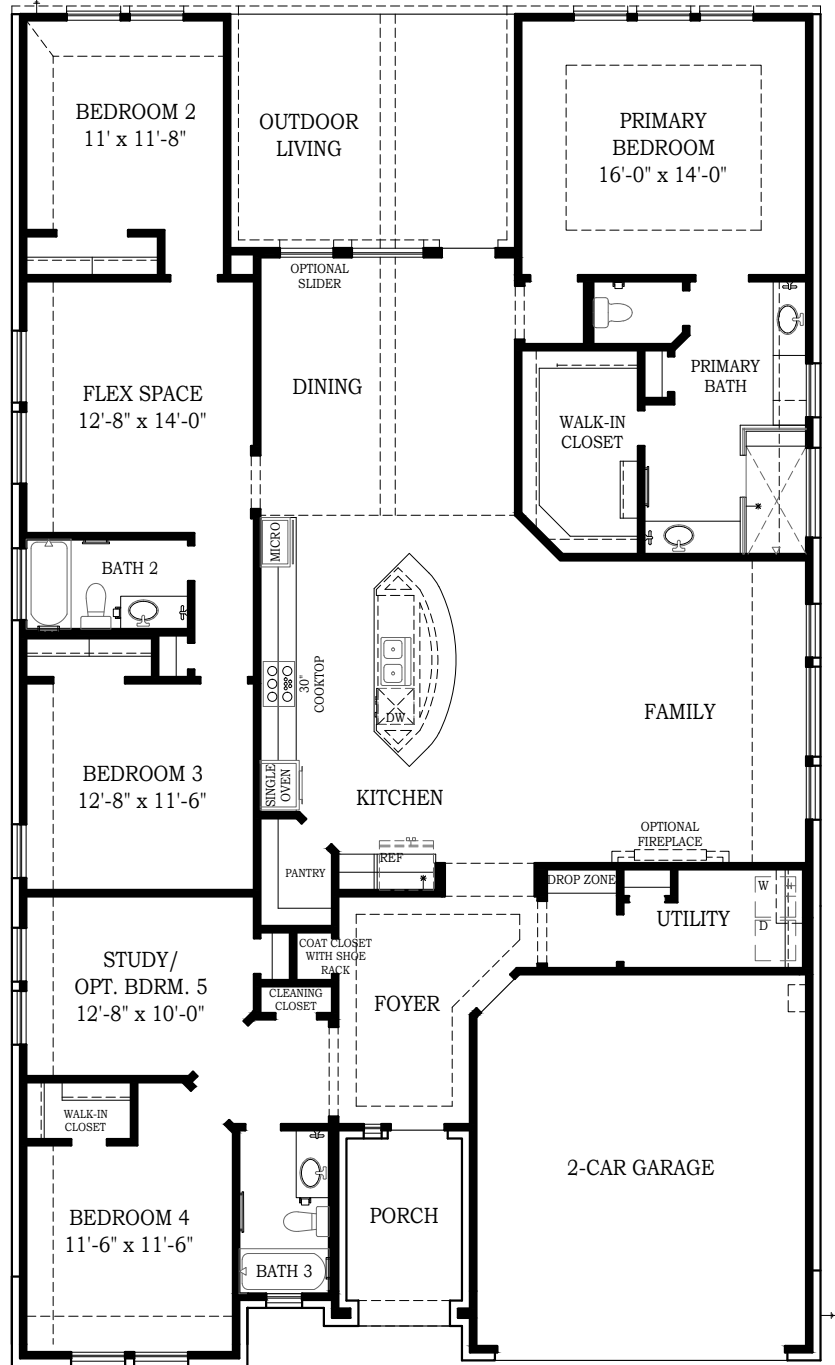 BEDROOM 2
11' x 11'-8"
OUTDOOR
LIVING
PRIMARY
BEDROOM
16'-0" x 14'-0"
OPTIONAL
SLIDER
FLEX SPACE
12'-8" x 14'-0"
DINING
PRIMARY
BATH
WALK-IN
CLOSET
MICRO
BATH 2
30"
COOKTOP
DW
FAMILY
BEDROOM 3
12'-8" x 11'-6"
SINGLE
OVEN
KITCHEN
OPTIONAL
FIREPLACE
PANTRY
REF
DROP ZONE
W
D
UTILITY
STUDY/
OPT. BDRM. 5
12'-8" x 10'-0"
COAT CLOSET
WITH SHOE
RACK
CLEANING
CLOSET
FOYER
WALK-IN
CLOSET
2-CAR GARAGE
BEDROOM 4
11'-6" x 11'-6"
PORCH
BATH 3